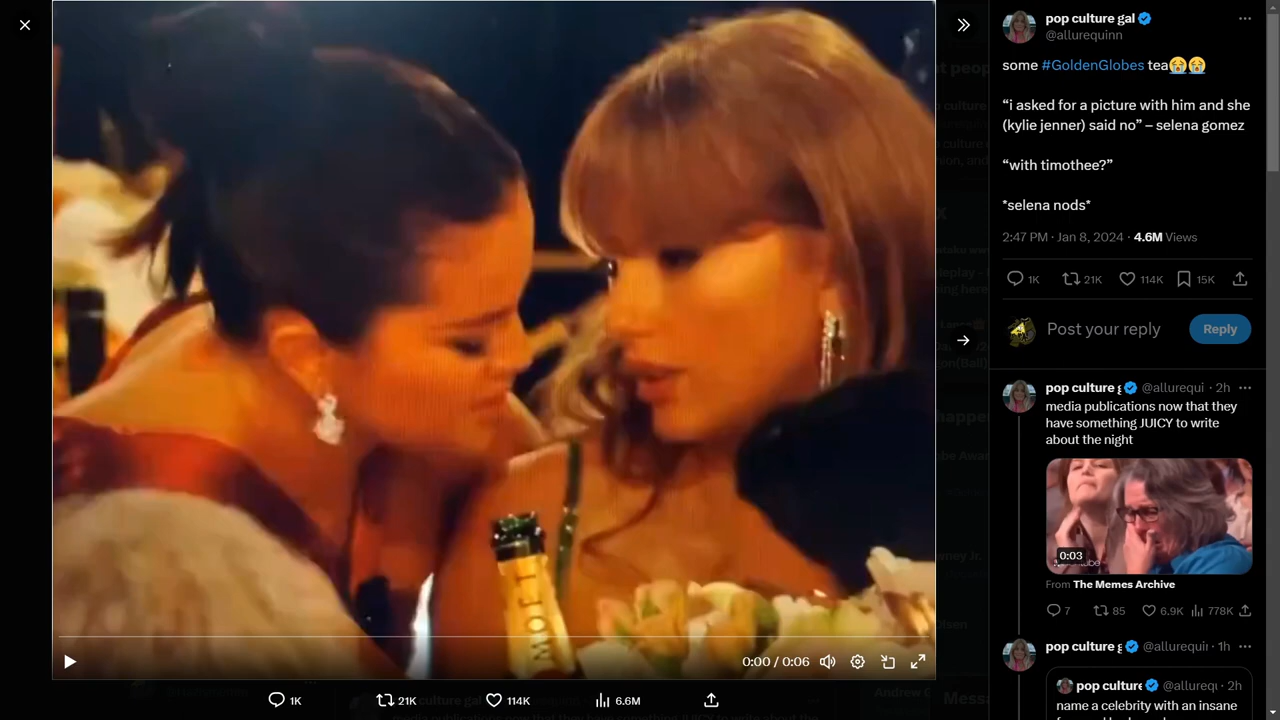 pop culture gal
@allurequinn
some #GoldenGlobes tea😭😭
“i asked for a picture with him and she
(kylie jenner) said no” – selena gomez
“with timothee?”
*selena nods*
2:47 PM · Jan 8, 2024 · 4.6M Views
1K 21K 114K 15K
Post your reply
Reply
pop culture g @allurequi · 2h
media publications now that they
have something JUICY to write
about the night
0:03
From The Memes Archive
7 85 6.9K 778K
pop culture g @allurequi · 1h
pop culture @allurequ · 2h
name a celebrity with an insane
MOËT
0:00 / 0:06
1K 21K 114K 6.6M